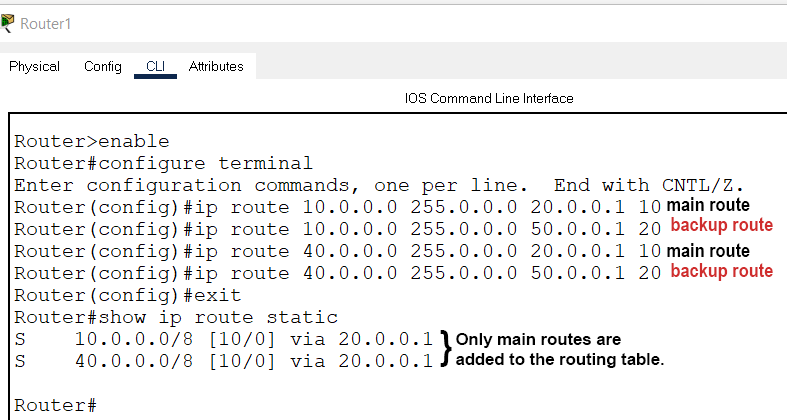 Router1
Physical Config CLI Attributes
IOS Command Line Interface
Router>enable
Router#configure terminal
Enter configuration commands, one per line.  End with CNTL/Z.
Router(config)#ip route 10.0.0.0 255.0.0.0 20.0.0.1 10 main route
Router(config)#ip route 10.0.0.0 255.0.0.0 50.0.0.1 20 backup route
Router(config)#ip route 40.0.0.0 255.0.0.0 20.0.0.1 10 main route
Router(config)#ip route 40.0.0.0 255.0.0.0 50.0.0.1 20 backup route
Router(config)#exit
Router#show ip route static
S    10.0.0.0/8 [10/0] via 20.0.0.1 } Only main routes are
S    40.0.0.0/8 [10/0] via 20.0.0.1 added to the routing table.
Router#